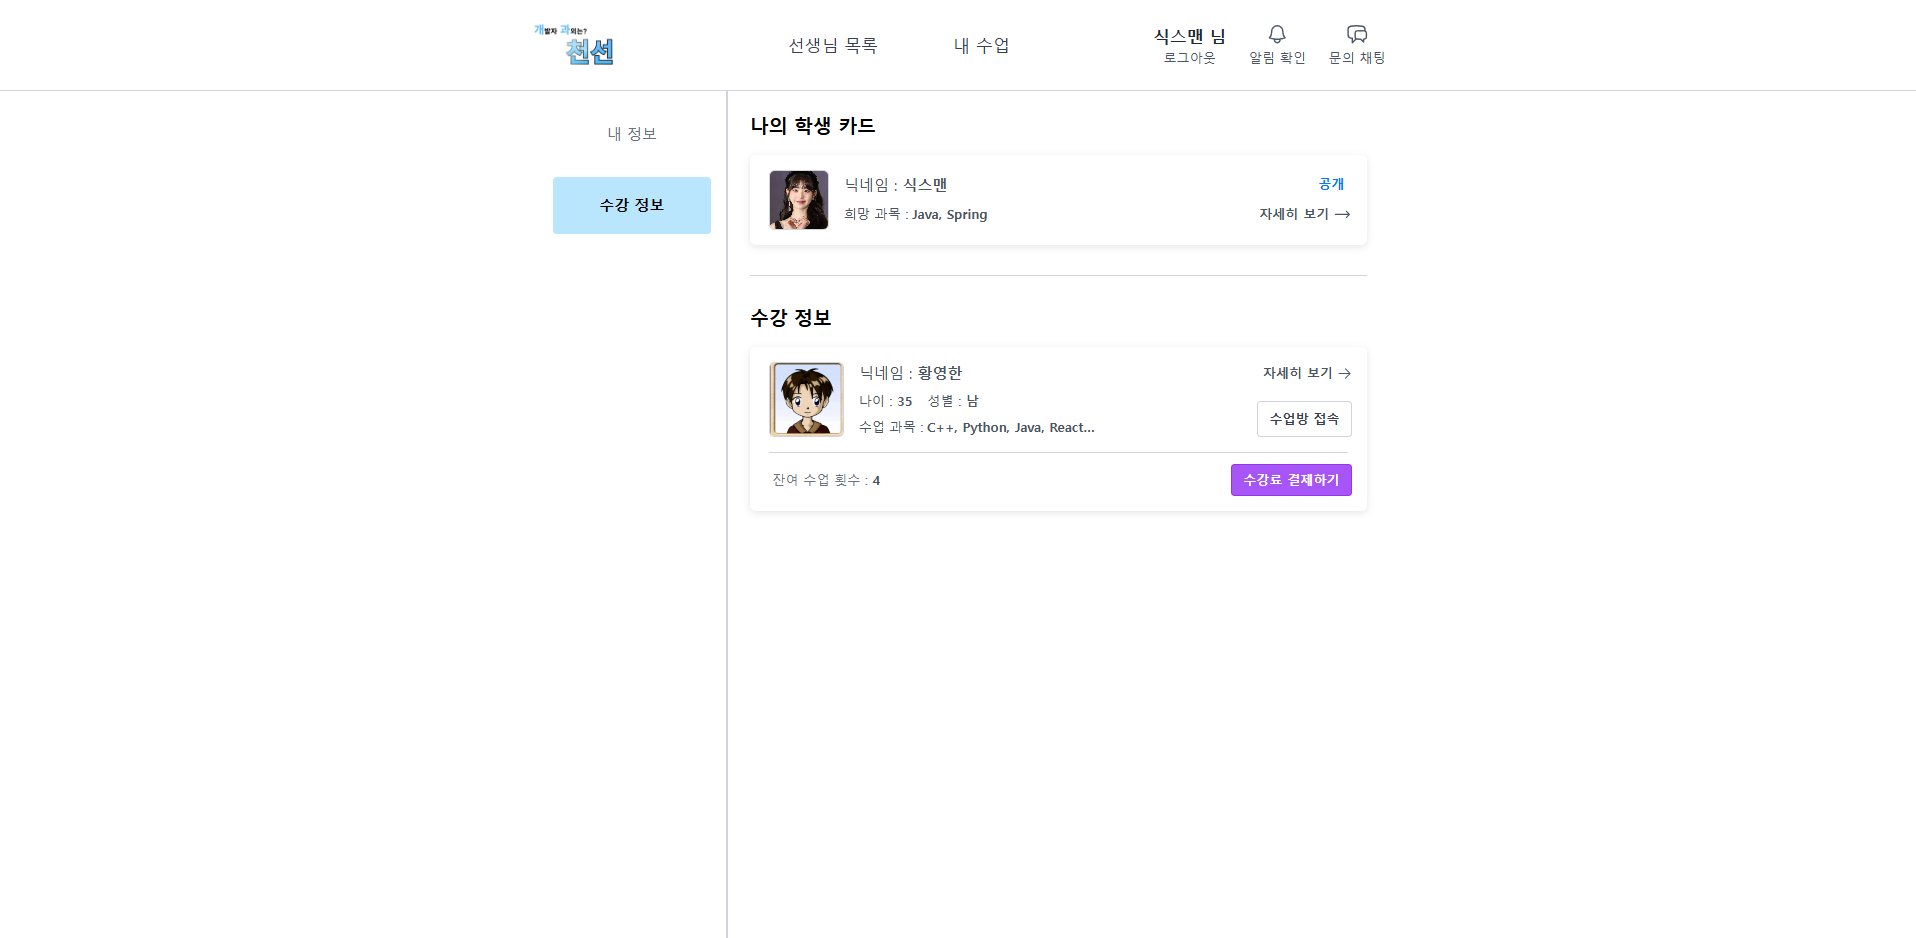 개발자 과외는?
천선
선생님 목록
내 수업
식스맨 님
로그아웃
알림 확인
문의 채팅
내 정보
수강 정보
나의 학생 카드
닉네임 : 식스맨
공개
희망 과목 : Java, Spring
자세히 보기 →
수강 정보
닉네임 : 황영한
자세히 보기 →
나이 : 35 성별 : 남
수업방 접속
수업 과목 : C++, Python, Java, React...
잔여 수업 횟수 : 4
수강료 결제하기